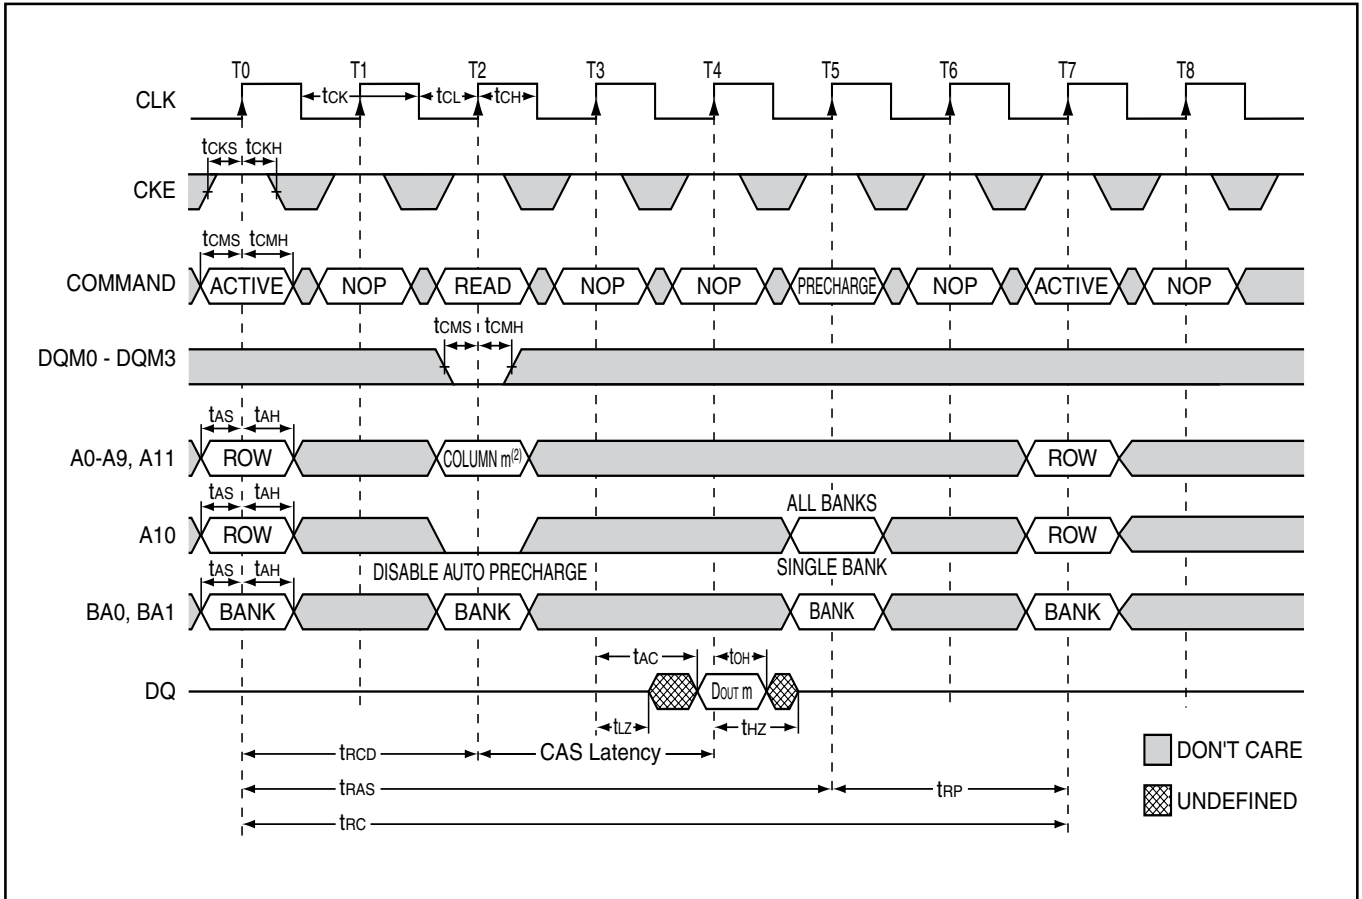 T0 T1 T2 T3 T4 T5 T6 T7 T8
CLK tCK tCL tCH
tCKS tCKH
CKE
tCMS tCMH
COMMAND ACTIVE NOP READ NOP NOP PRECHARGE NOP ACTIVE NOP
tCMS tCMH
DQM0 - DQM3
tAS tAH
A0-A9, A11 ROW COLUMN m(2) ROW
tAS tAH ALL BANKS
A10 ROW ROW
DISABLE AUTO PRECHARGE SINGLE BANK
tAS tAH
BA0, BA1 BANK BANK BANK BANK
tAC tOH
DQ DOUT m
tLZ tHZ
tRCD CAS Latency
DON'T CARE
tRAS tRP
UNDEFINED
tRC